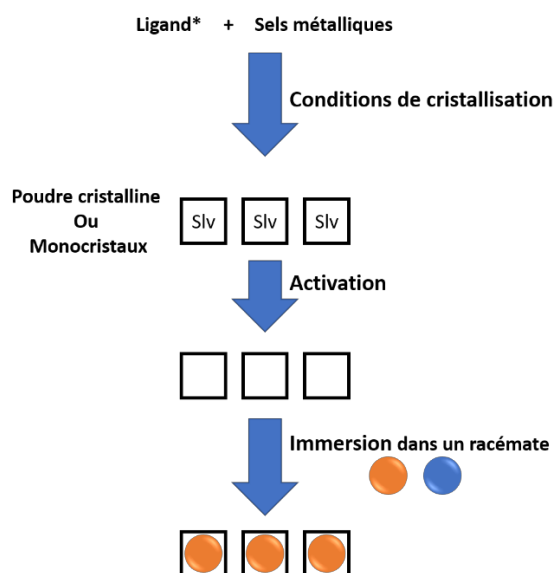 Ligand* + Sels métalliques
Conditions de cristallisation
Poudre cristalline
Ou
Monocristaux
Slv Slv Slv
Activation
Immersion dans un racémate